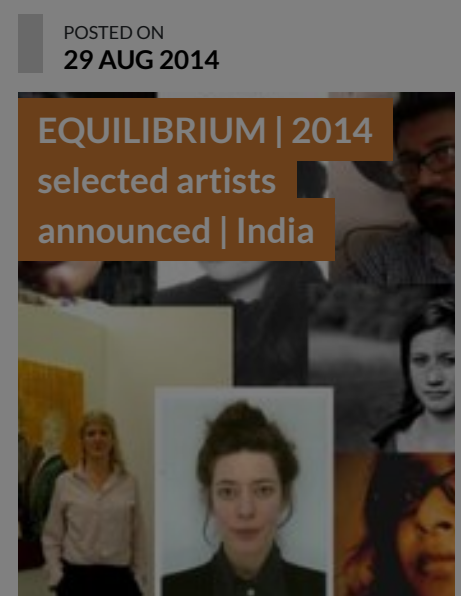 POSTED ON
29 AUG 2014
EQUILIBRIUM | 2014
selected artists
announced | India